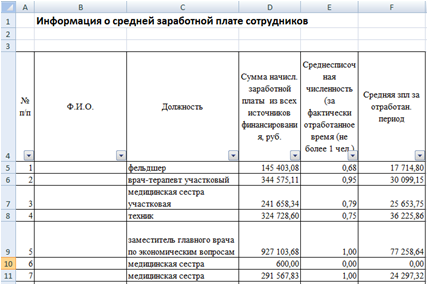 A B C D E F
1 Информация о средней заработной плате сотрудников
2
3
4 № п/п Ф.И.О. Должность Сумма начисл. заработной платы из всех источников финансирования, руб. Среднесписочная численность (за фактически отработанное время (не более 1 чел.) Средняя зпл за отработан. период
5 1 фельдшер 145 403,08 0,68 17 714,80
6 2 врач-терапевт участковый 344 575,11 0,95 30 099,15
7 3 медицинская сестра участковая 241 658,34 0,79 25 653,75
8 4 техник 324 728,60 0,75 36 225,86
9 5 заместитель главного врача по экономическим вопросам 927 103,68 1,00 77 258,64
10 6 медицинская сестра 600,00 0,00 0,00
11 7 медицинская сестра 291 567,83 1,00 24 297,32